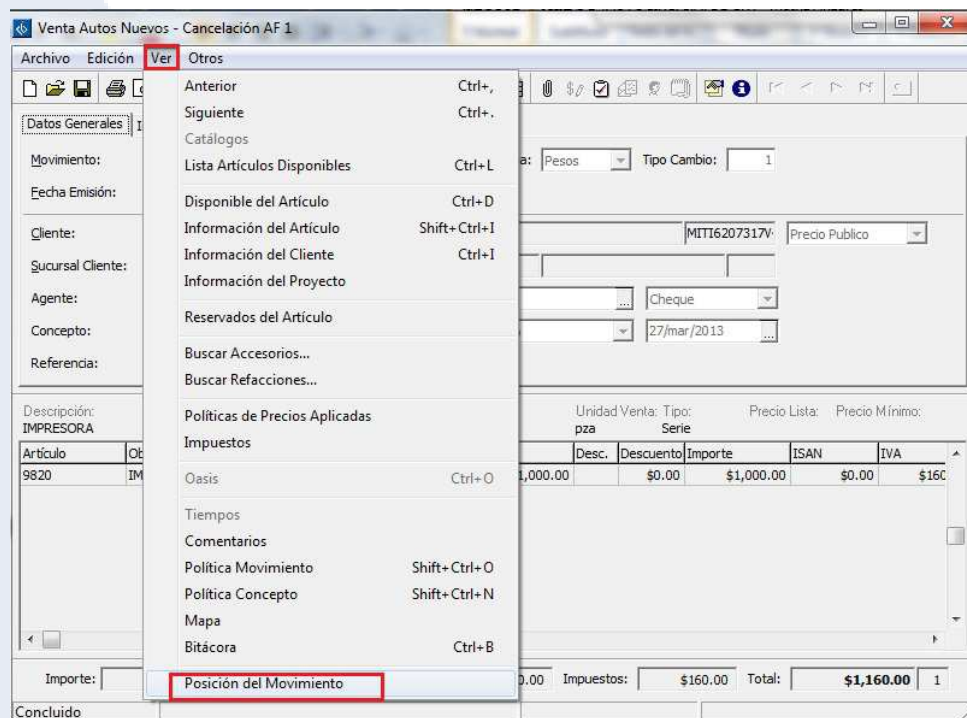 Venta Autos Nuevos - Cancelación AF 1
Archivo Edición Ver Otros
Anterior Ctrl+,
Siguiente Ctrl+.
Catálogos
Lista Artículos Disponibles Ctrl+L
Disponible del Artículo Ctrl+D
Información del Artículo Shift+Ctrl+I
Información del Cliente Ctrl+I
Información del Proyecto
Reservados del Artículo
Buscar Accesorios...
Buscar Refacciones...
Políticas de Precios Aplicadas
Impuestos
Oasis Ctrl+O
Tiempos
Comentarios
Política Movimiento Shift+Ctrl+O
Política Concepto Shift+Ctrl+N
Mapa
Bitácora Ctrl+B
Posición del Movimiento
Datos Generales
Movimiento: a: Pesos Tipo Cambio: 1
Fecha Emisión:
Cliente: MITI6207317V Precio Publico
Sucursal Cliente:
Agente: Cheque
Concepto: 27/mar/2013
Referencia:
Descripción: Unidad Venta: Tipo: Precio Lista: Precio Mínimo:
IMPRESORA pza Serie
Artículo Ob Desc. Descuento Importe ISAN IVA
9820 IM 1,000.00 $0.00 $1,000.00 $0.00 $160
Importe: 0.00 Impuestos: $160.00 Total: $1,160.00 1
Concluido